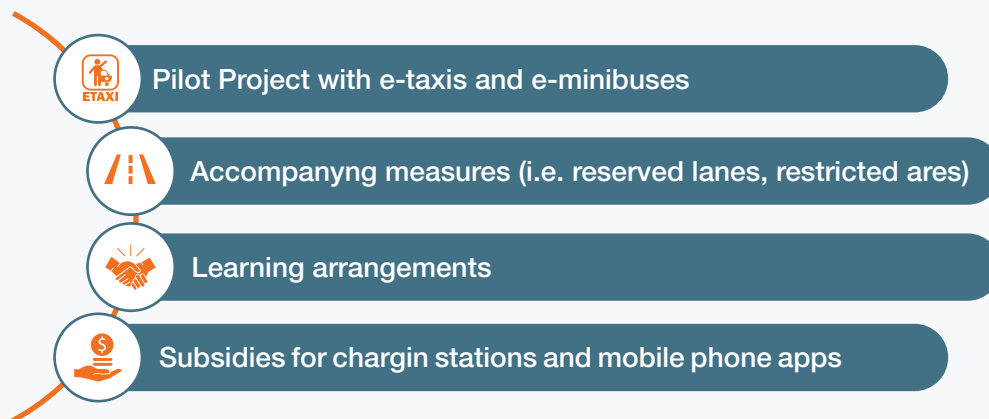 ETAXI
Pilot Project with e-taxis and e-minibuses
Accompanyng measures (i.e. reserved lanes, restricted ares)
Learning arrangements
$
Subsidies for chargin stations and mobile phone apps